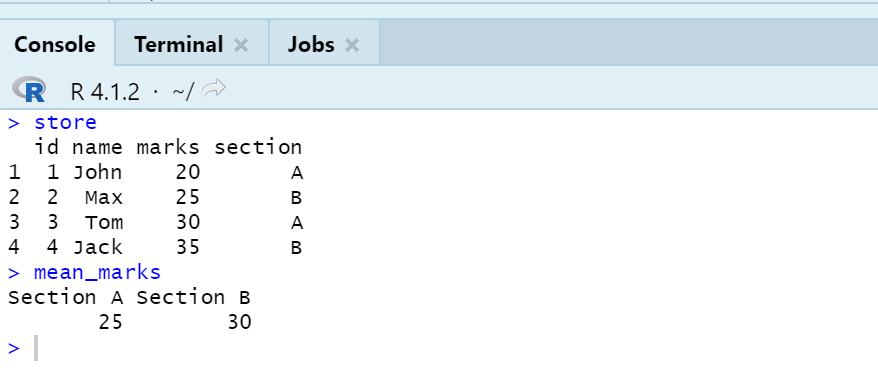 Console Terminal Jobs
R R 4.1.2 · ~/
> store
  id name marks section
1  1 John    20       A
2  2  Max    25       B
3  3  Tom    30       A
4  4 Jack    35       B
> mean_marks
Section A Section B
       25        30
>